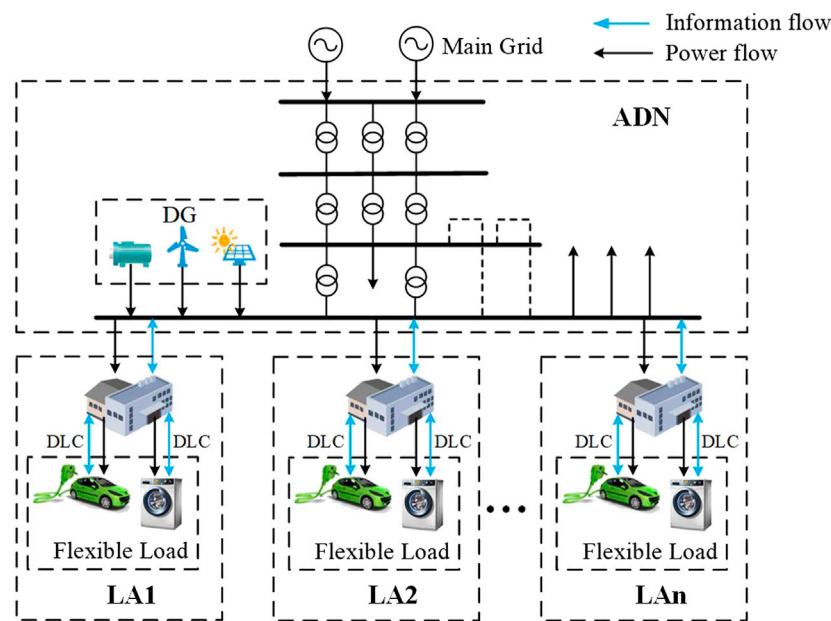 Information flow
Main Grid
Power flow
ADN
DG
DLC
DLC
DLC
DLC
DLC
DLC
Flexible Load
Flexible Load
Flexible Load
LA1
LA2
LAn